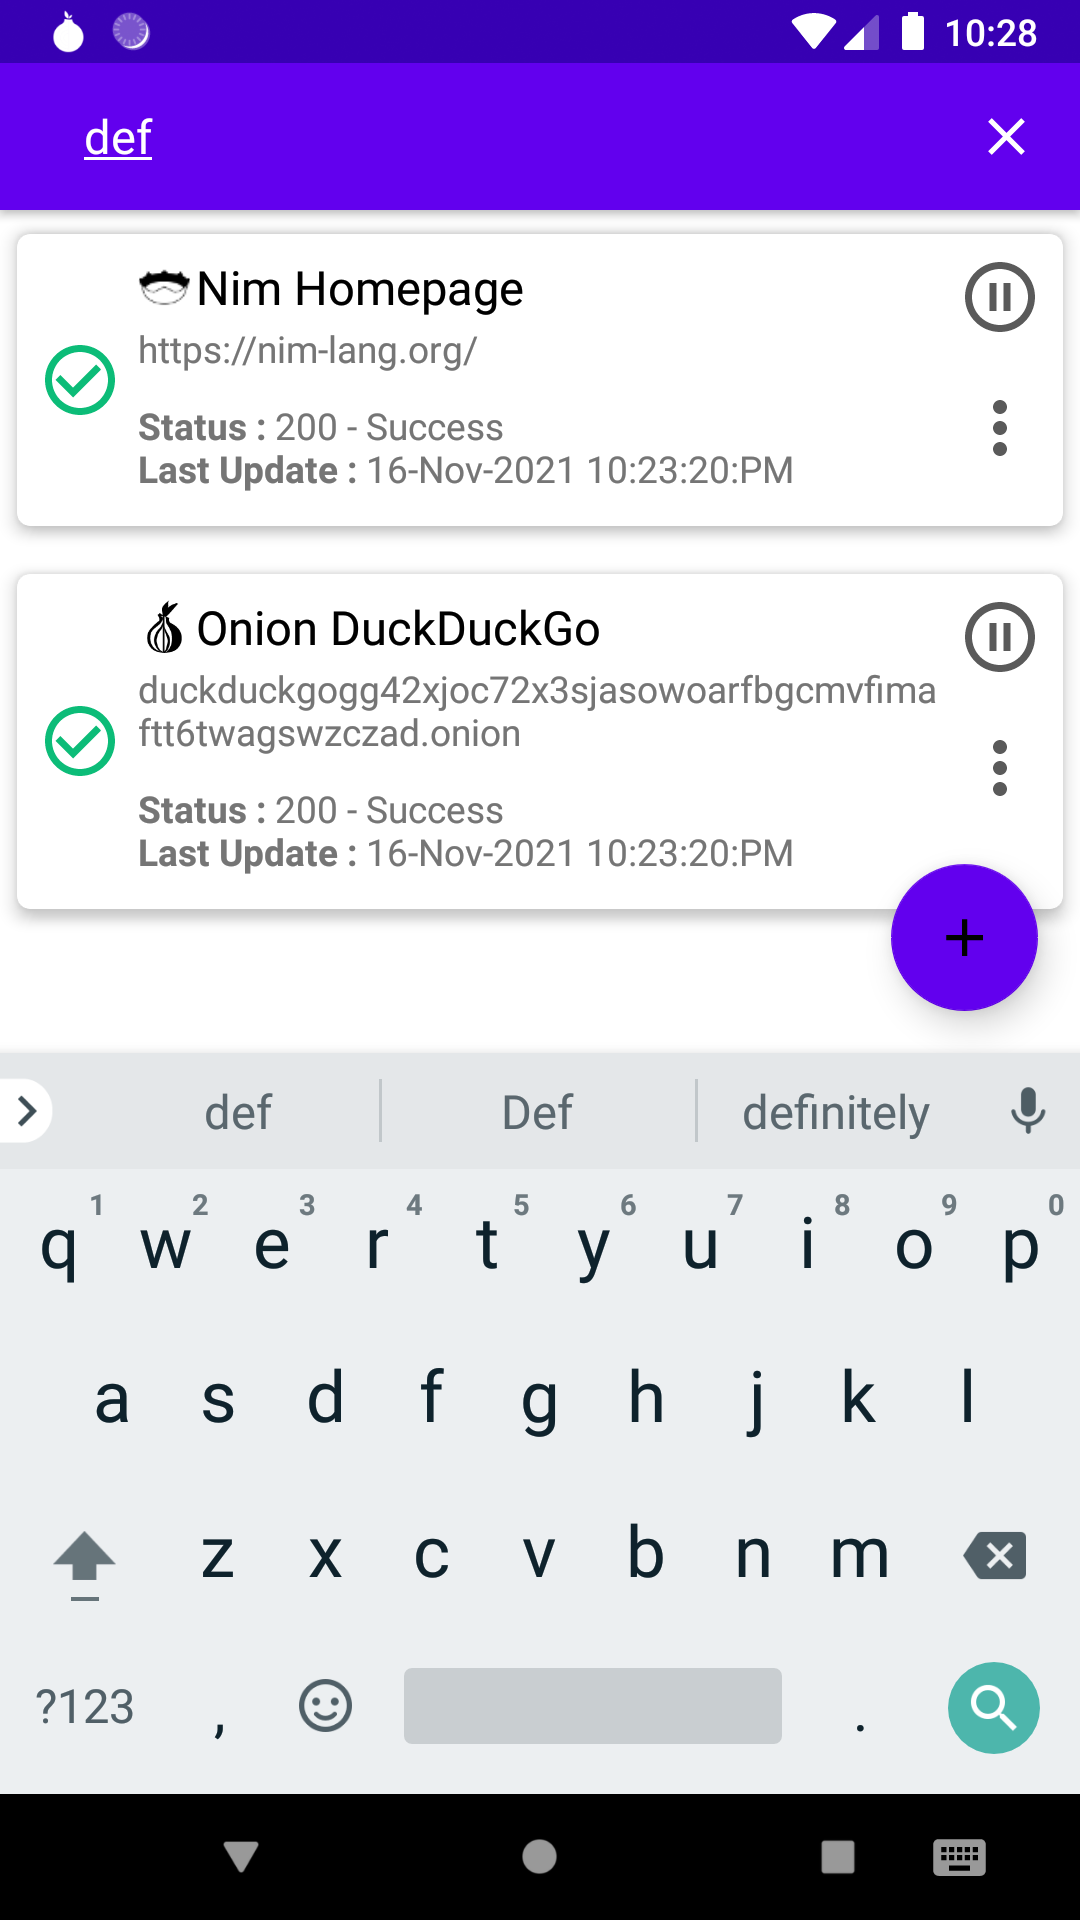 10:28
def
Nim Homepage
https://nim-lang.org/
Status : 200 - Success
Last Update : 16-Nov-2021 10:23:20:PM
Onion DuckDuckGo
duckduckgogg42xjoc72x3sjasowoarfbgcmvfima
ftt6twagswzczad.onion
Status : 200 - Success
Last Update : 16-Nov-2021 10:23:20:PM
+
def Def definitely
1 2 3 4 5 6 7 8 9 0
q w e r t y u i o p
a s d f g h j k l
z x c v b n m
?123 , .